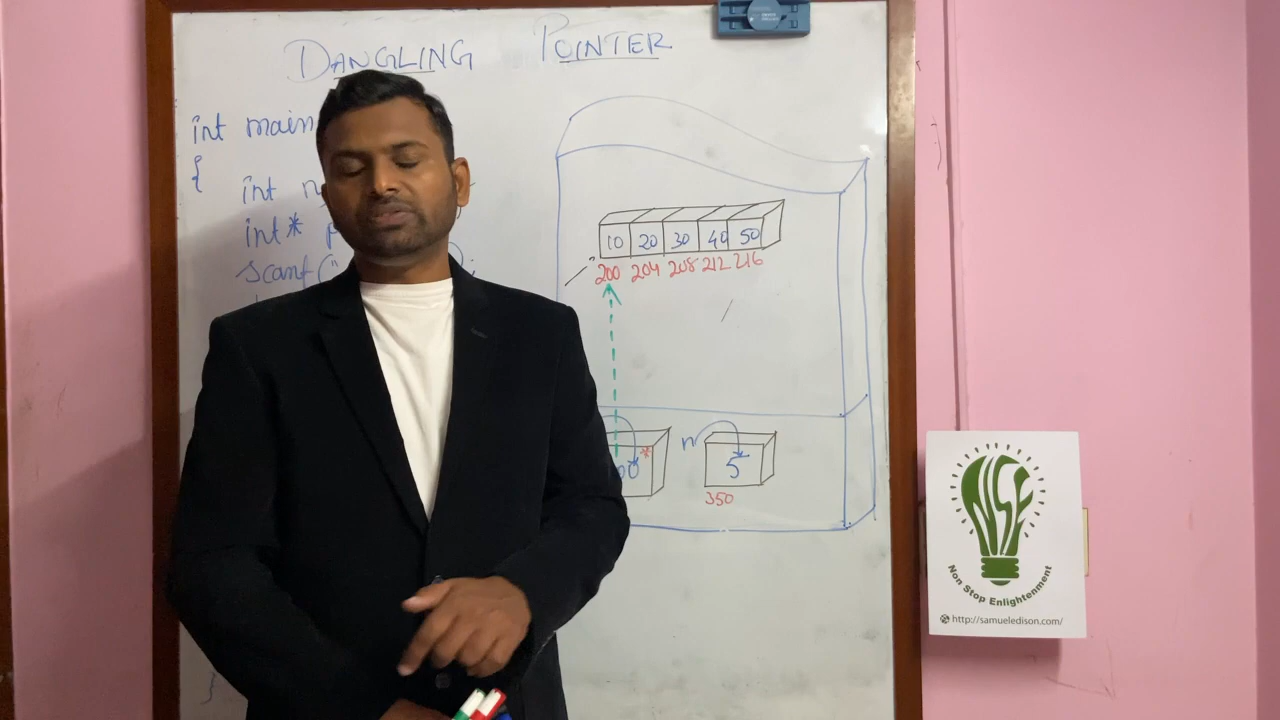 DANGLING POINTER
int main
{
int n
int*
scanf("
10 20 30 40 50
200 204 208 212 216
n
5
350
}
NSE
Non Stop Enlightenment
http://samueledison.com/